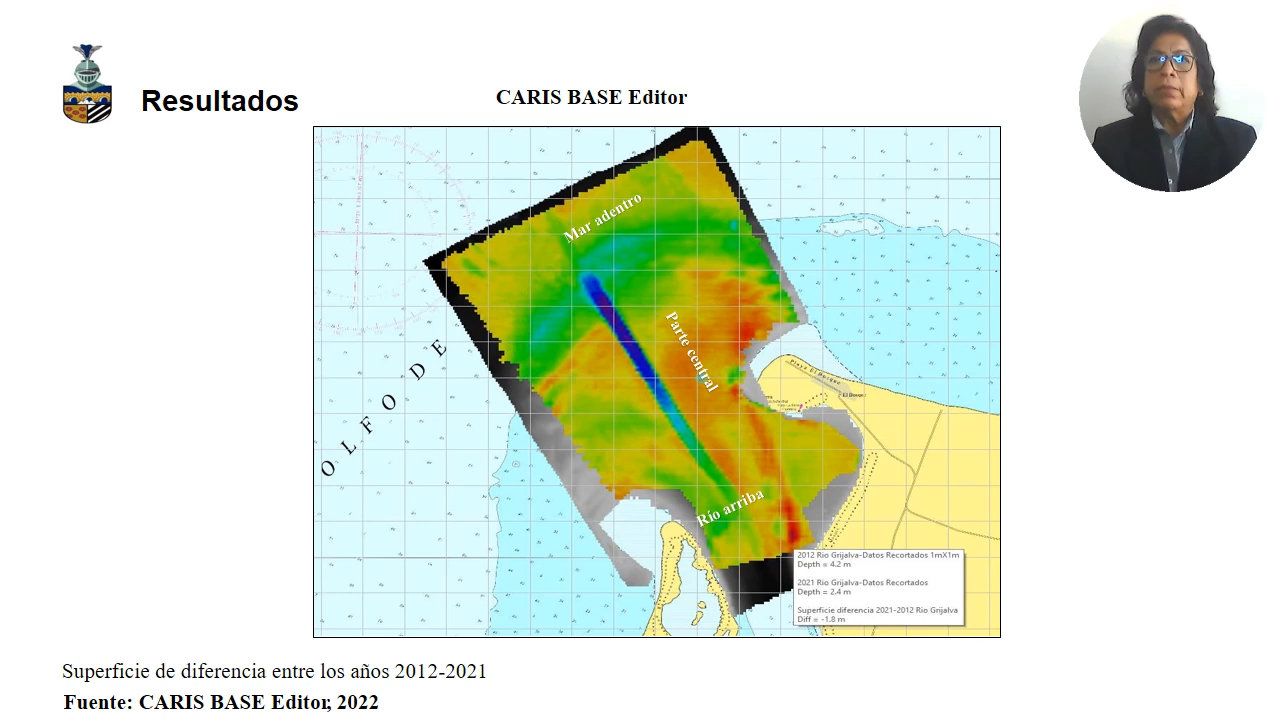 Resultados
CARIS BASE Editor
Mar adentro
Parte central
Río arriba
OLFO DE
Playa El Bosque
El Bosque
2012 Rio Grijalva-Datos Recortados 1mX1m
Depth = 4.2 m
2021 Rio Grijalva-Datos Recortados
Depth = 2.4 m
Superficie diferencia 2021-2012 Rio Grijalva
Diff = -1.8 m
Superficie de diferencia entre los años 2012-2021
Fuente: CARIS BASE Editor, 2022